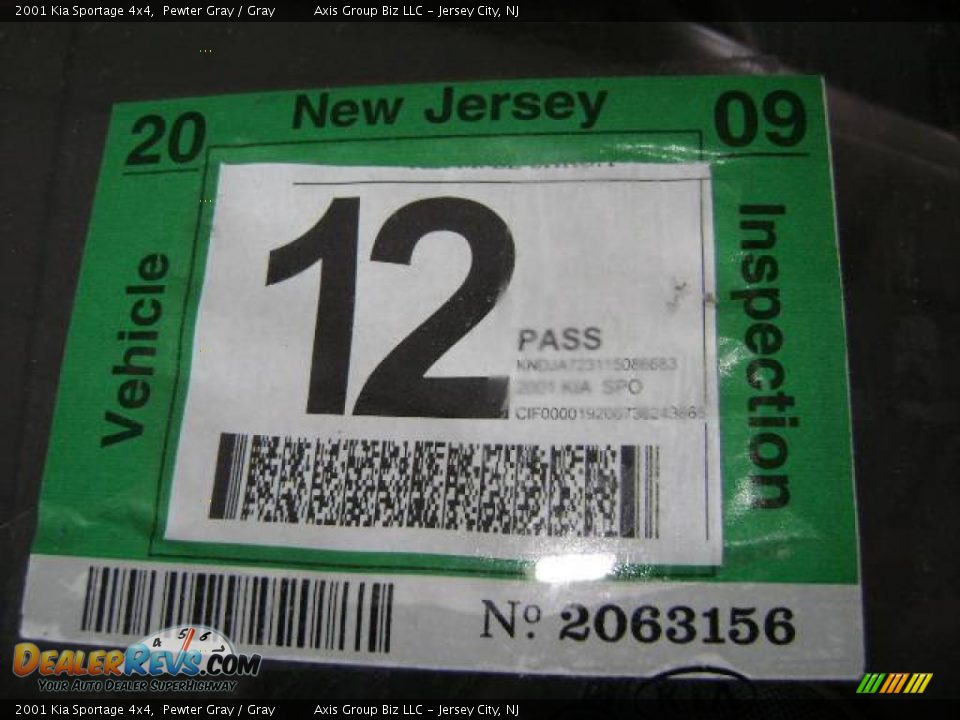 2001 Kia Sportage 4x4, Pewter Gray / Gray Axis Group Biz LLC - Jersey City, NJ
20 New Jersey 09
Vehicle
12
PASS
2001 KIA SPO
Inspection
Nº 2063156
DealerRevs.com
Your Auto Dealer SuperHighway
2001 Kia Sportage 4x4, Pewter Gray / Gray Axis Group Biz LLC - Jersey City, NJ